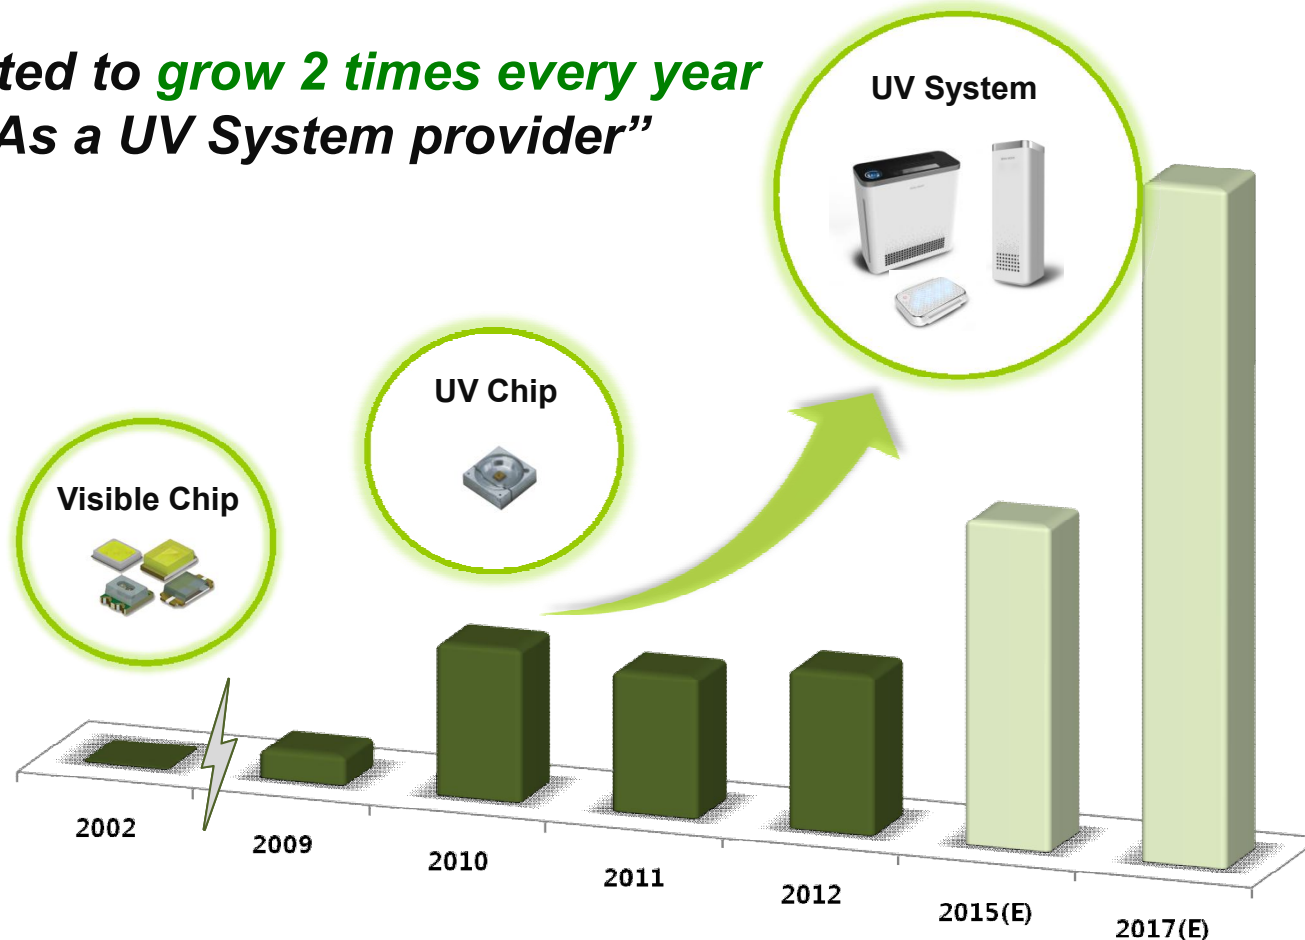 ted to grow 2 times every year
As a UV System provider”
UV System
UV Chip
Visible Chip
2002
2009
2010
2011
2012
2015(E)
2017(E)